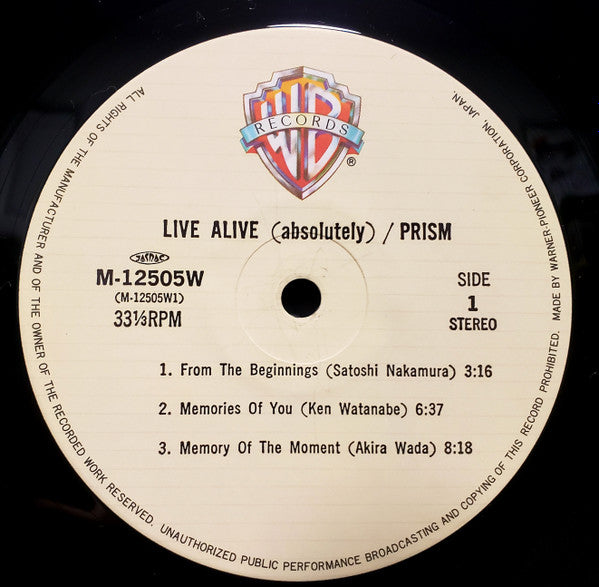 WB
RECORDS
®
LIVE ALIVE (absolutely) / PRISM
JASRAC
M-12505W
(M-12505W1)
33⅓RPM
SIDE
1
STEREO
1. From The Beginnings (Satoshi Nakamura) 3:16
2. Memories Of You (Ken Watanabe) 6:37
3. Memory Of The Moment (Akira Wada) 8:18
ALL RIGHTS OF THE MANUFACTURER AND OF THE OWNER OF THE RECORDED WORK RESERVED. UNAUTHORIZED PUBLIC PERFORMANCE BROADCASTING AND COPYING OF THIS RECORD PROHIBITED. MADE BY WARNER-PIONEER CORPORATION, JAPAN.